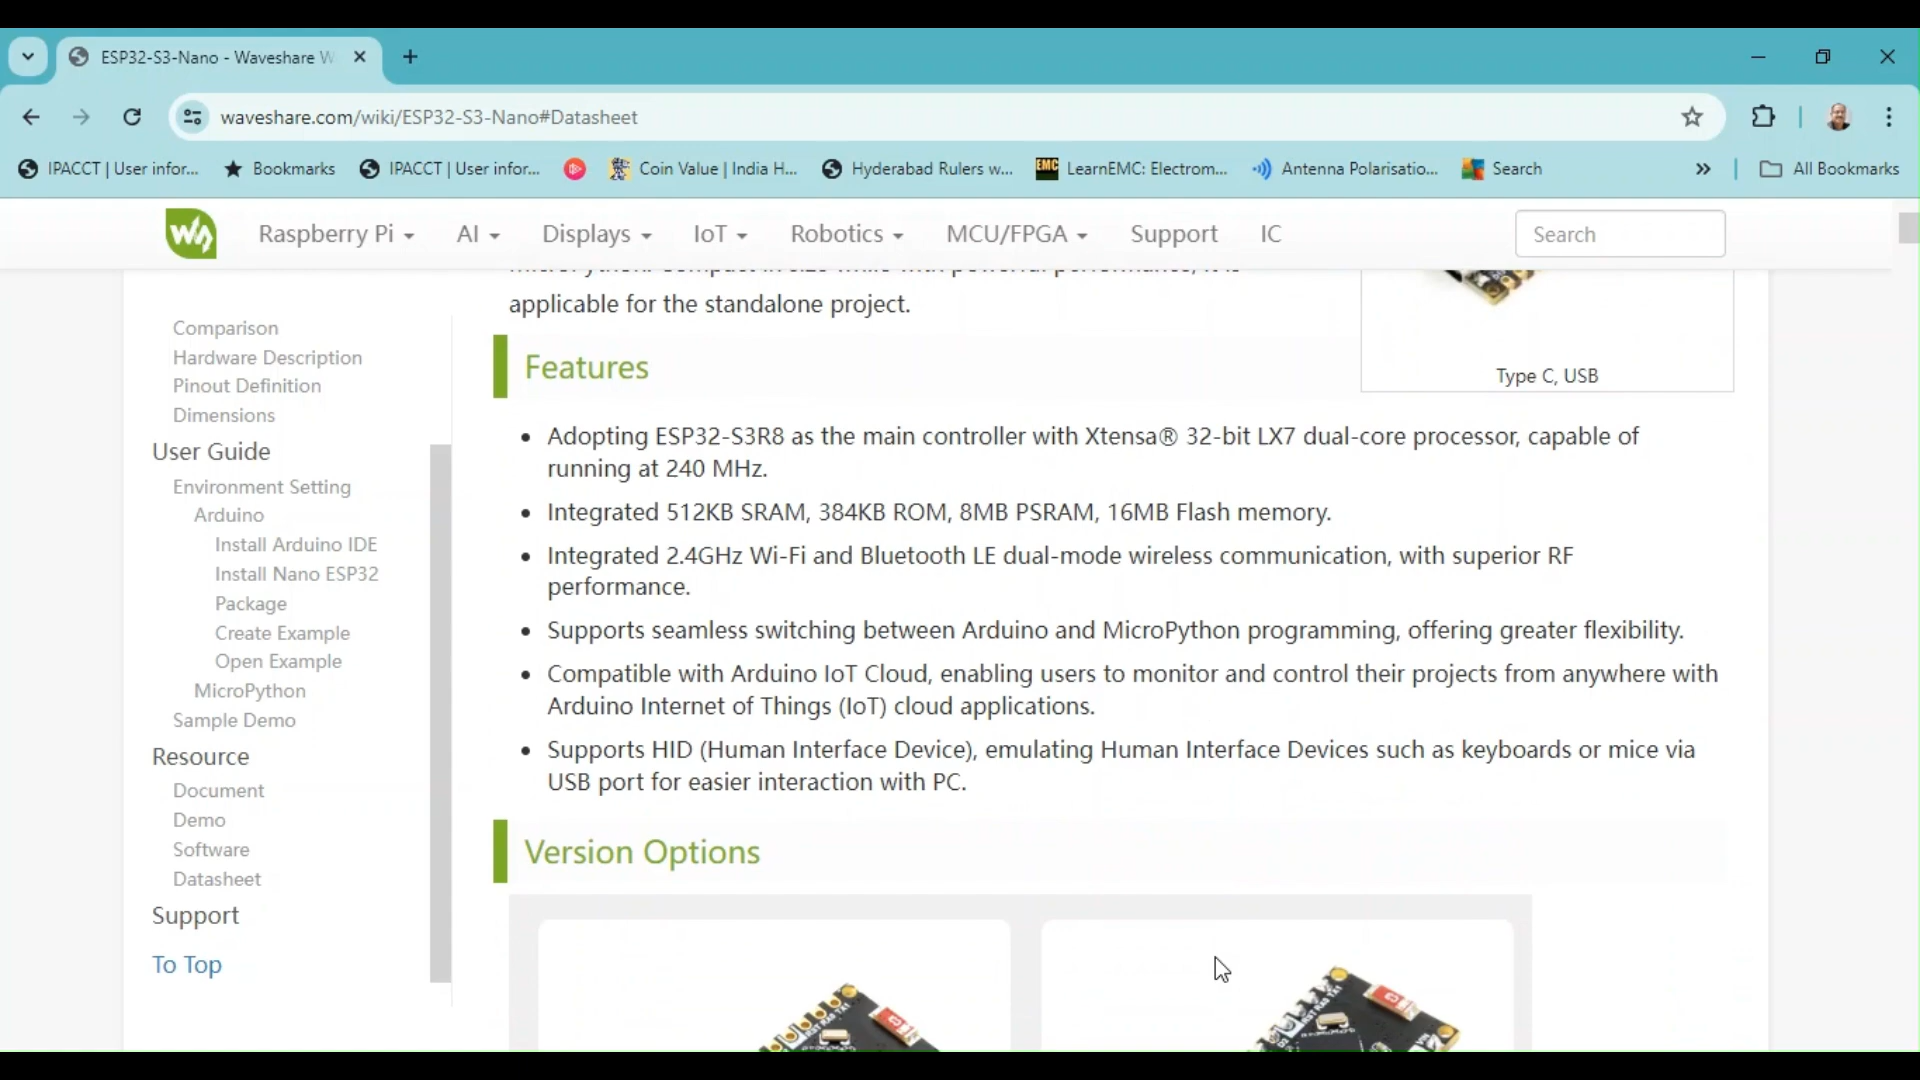 ESP32-S3-Nano - Waveshare W
waveshare.com/wiki/ESP32-S3-Nano#Datasheet
IPACCT | User infor... Bookmarks IPACCT | User infor... Coin Value | India H... Hyderabad Rulers w... EMC LearnEMC: Electrom... Antenna Polarisatio... Search » All Bookmarks
Raspberry Pi AI Displays IoT Robotics MCU/FPGA Support IC Search
applicable for the standalone project.
Type C, USB
Comparison
Hardware Description
Pinout Definition
Dimensions
User Guide
Environment Setting
Arduino
Install Arduino IDE
Install Nano ESP32
Package
Create Example
Open Example
MicroPython
Sample Demo
Resource
Document
Demo
Software
Datasheet
Support
To Top
Features
• Adopting ESP32-S3R8 as the main controller with Xtensa® 32-bit LX7 dual-core processor, capable of
running at 240 MHz.
• Integrated 512KB SRAM, 384KB ROM, 8MB PSRAM, 16MB Flash memory.
• Integrated 2.4GHz Wi-Fi and Bluetooth LE dual-mode wireless communication, with superior RF
performance.
• Supports seamless switching between Arduino and MicroPython programming, offering greater flexibility.
• Compatible with Arduino IoT Cloud, enabling users to monitor and control their projects from anywhere with
Arduino Internet of Things (IoT) cloud applications.
• Supports HID (Human Interface Device), emulating Human Interface Devices such as keyboards or mice via
USB port for easier interaction with PC.
Version Options